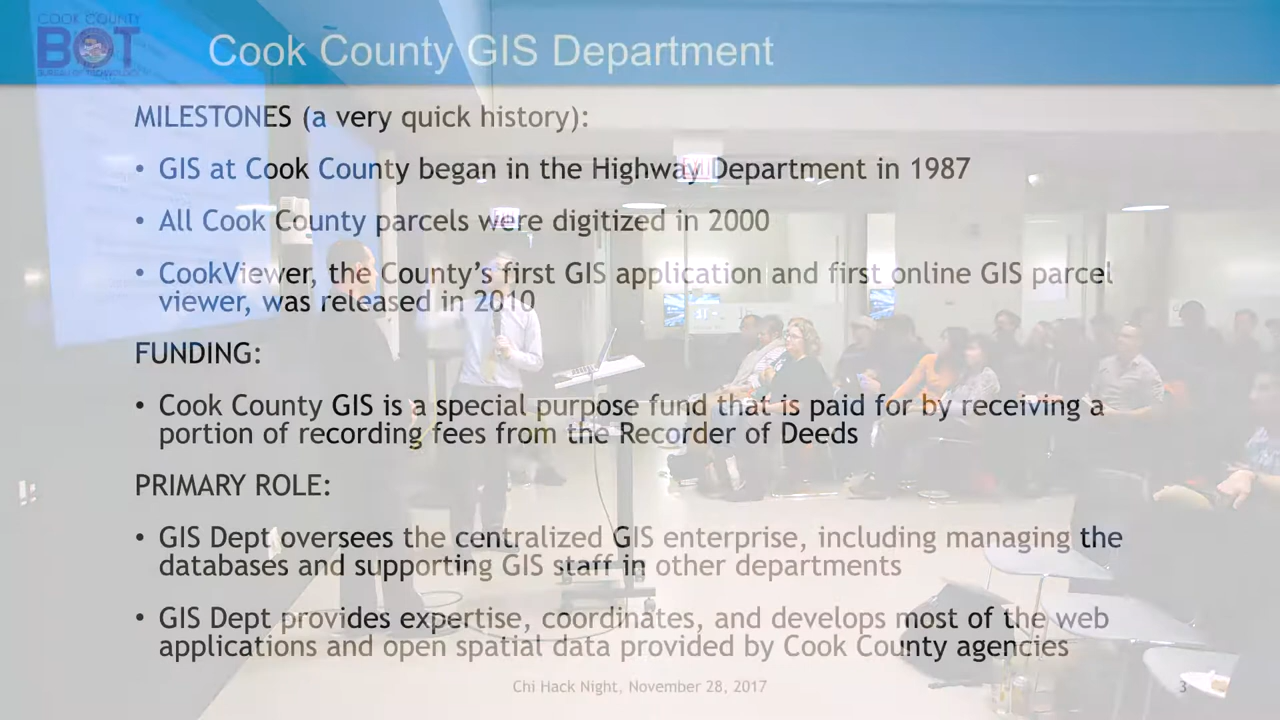 COOK COUNTY
BOT
BUREAU OF TECHNOLOGY
Cook County GIS Department
MILESTONES (a very quick history):
• GIS at Cook County began in the Highway Department in 1987
• All Cook County parcels were digitized in 2000
• CookViewer, the County’s first GIS application and first online GIS parcel
viewer, was released in 2010
FUNDING:
• Cook County GIS is a special purpose fund that is paid for by receiving a
portion of recording fees from the Recorder of Deeds
PRIMARY ROLE:
• GIS Dept oversees the centralized GIS enterprise, including managing the
databases and supporting GIS staff in other departments
• GIS Dept provides expertise, coordinates, and develops most of the web
applications and open spatial data provided by Cook County agencies
Chi Hack Night, November 28, 2017
3